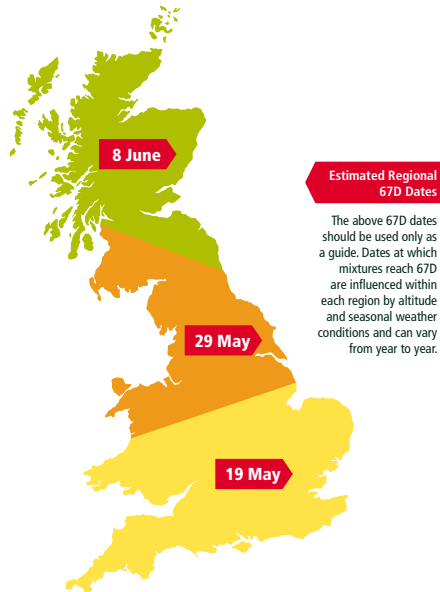 8 June
Estimated Regional
67D Dates
The above 67D dates
should be used only as
a guide. Dates at which
mixtures reach 67D
are influenced within
each region by altitude
and seasonal weather
conditions and can vary
from year to year.
29 May
19 May